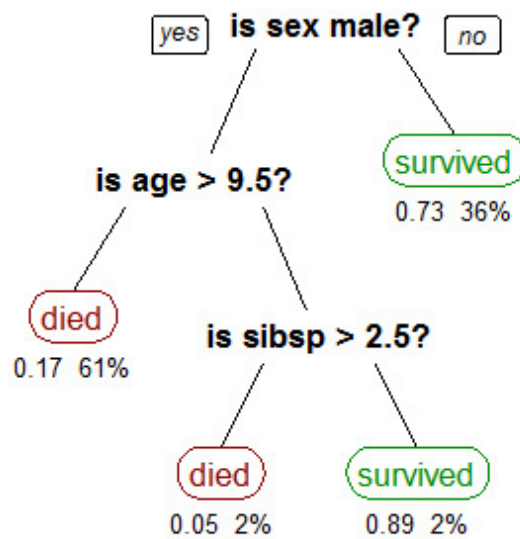 yes is sex male? no
is age > 9.5?
survived
0.73 36%
died
0.17 61%
is sibsp > 2.5?
died
0.05 2%
survived
0.89 2%